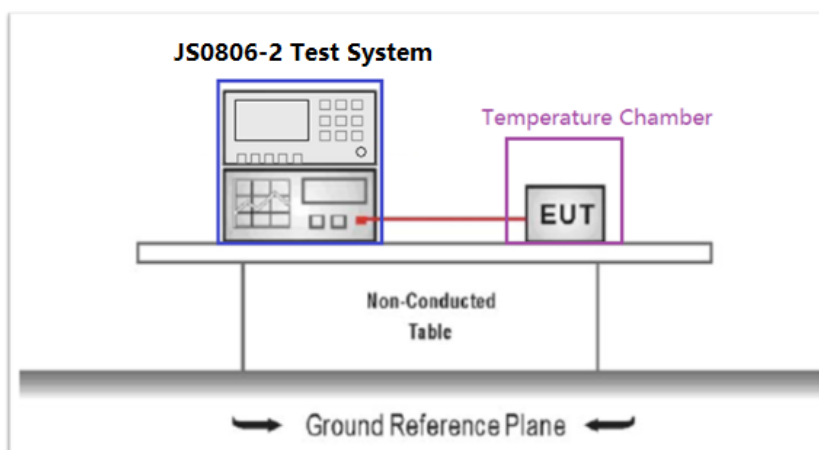 JS0806-2 Test System
Temperature Chamber
EUT
Non-Conducted
Table
Ground Reference Plane